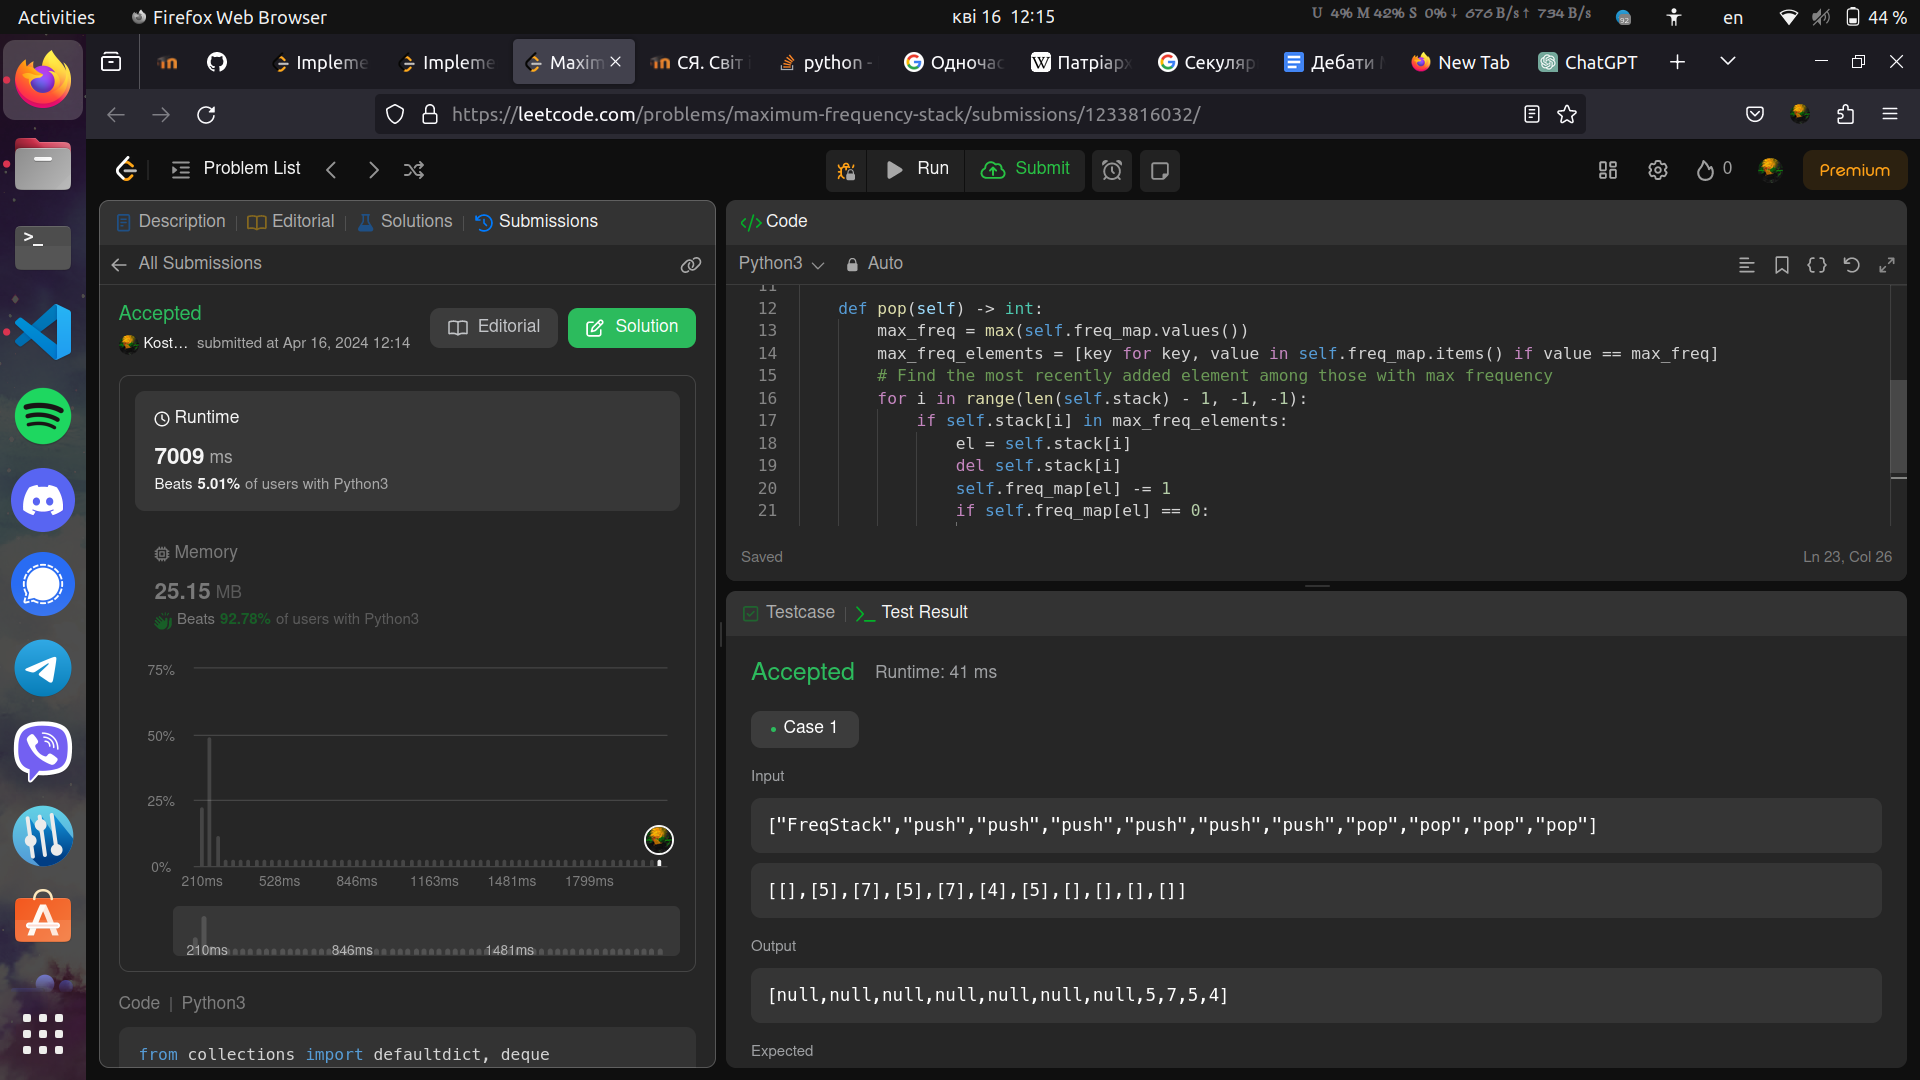 Activities
Firefox Web Browser
кві 16 12:15
U 4% M 42% S 0% ↓ 676 B/s ↑ 734 B/s
92
en
44 %
Impleme
Impleme
Maxim
СЯ. Світ
python -
Одночас
W Патріарх
Секуляр
Дебати
New Tab
ChatGPT
https://leetcode.com/problems/maximum-frequency-stack/submissions/1233816032/
Problem List
Run
Submit
0
Premium
Description | Editorial | Solutions | Submissions
All Submissions
Accepted
Kost... submitted at Apr 16, 2024 12:14
Editorial
Solution
Runtime
7009 ms
Beats 5.01% of users with Python3
Memory
25.15 MB
Beats 92.78% of users with Python3
75%
50%
25%
0%
210ms 528ms 846ms 1163ms 1481ms 1799ms
210ms 846ms 1481ms
Code | Python3
from collections import defaultdict, deque
</> Code
Python3 Auto
11
12 def pop(self) -> int:
13 max_freq = max(self.freq_map.values())
14 max_freq_elements = [key for key, value in self.freq_map.items() if value == max_freq]
15 # Find the most recently added element among those with max frequency
16 for i in range(len(self.stack) - 1, -1, -1):
17 if self.stack[i] in max_freq_elements:
18 el = self.stack[i]
19 del self.stack[i]
20 self.freq_map[el] -= 1
21 if self.freq_map[el] == 0:
Saved
Ln 23, Col 26
Testcase | >_ Test Result
Accepted Runtime: 41 ms
• Case 1
Input
["FreqStack","push","push","push","push","push","push","pop","pop","pop","pop"]
[[],[5],[7],[5],[7],[4],[5],[],[],[],[]]
Output
[null,null,null,null,null,null,null,5,7,5,4]
Expected